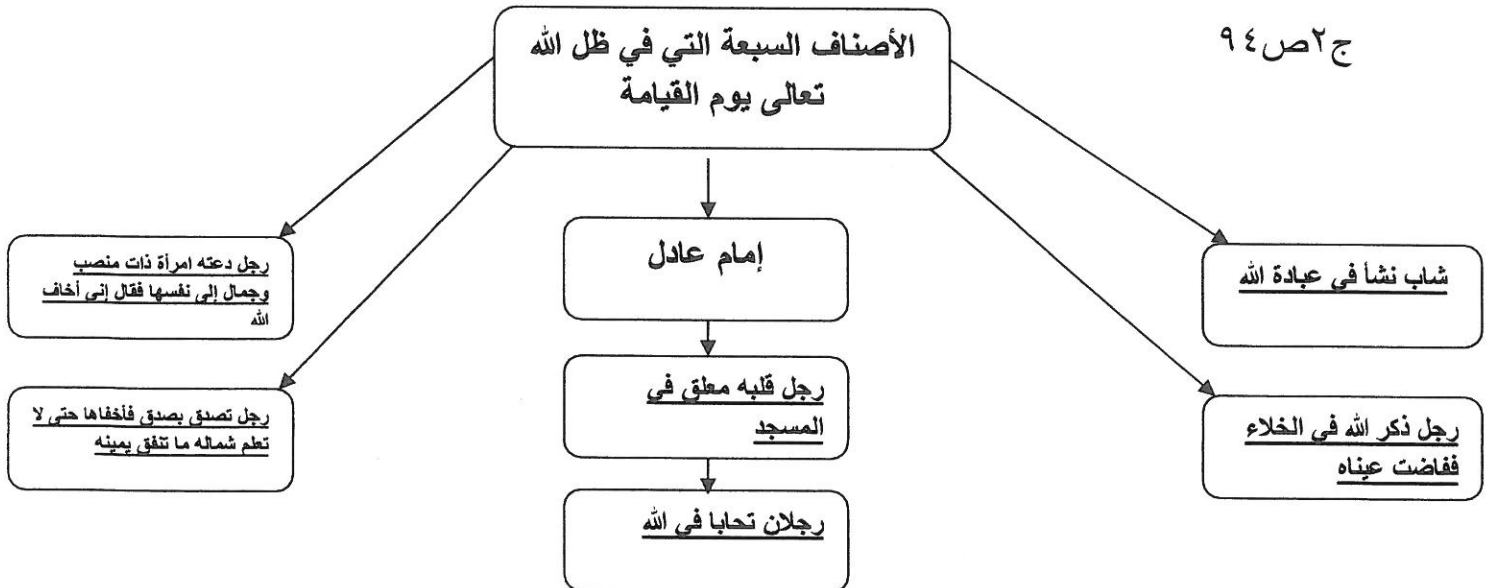 ج٢ص٩٤
الأصناف السبعة التي في ظل الله
تعالى يوم القيامة
شاب نشأ في عبادة الله
رجل ذكر الله في الخلاء
ففاضت عيناه
إمام عادل
رجل قلبه معلق في
المسجد
رجلان تحابا في الله
رجل دعته امرأة ذات منصب
وجمال إلى نفسها فقال إني أخاف
الله
رجل تصدق بصدق فأخفاها حتى لا
تعلم شماله ما تنفق يمينه